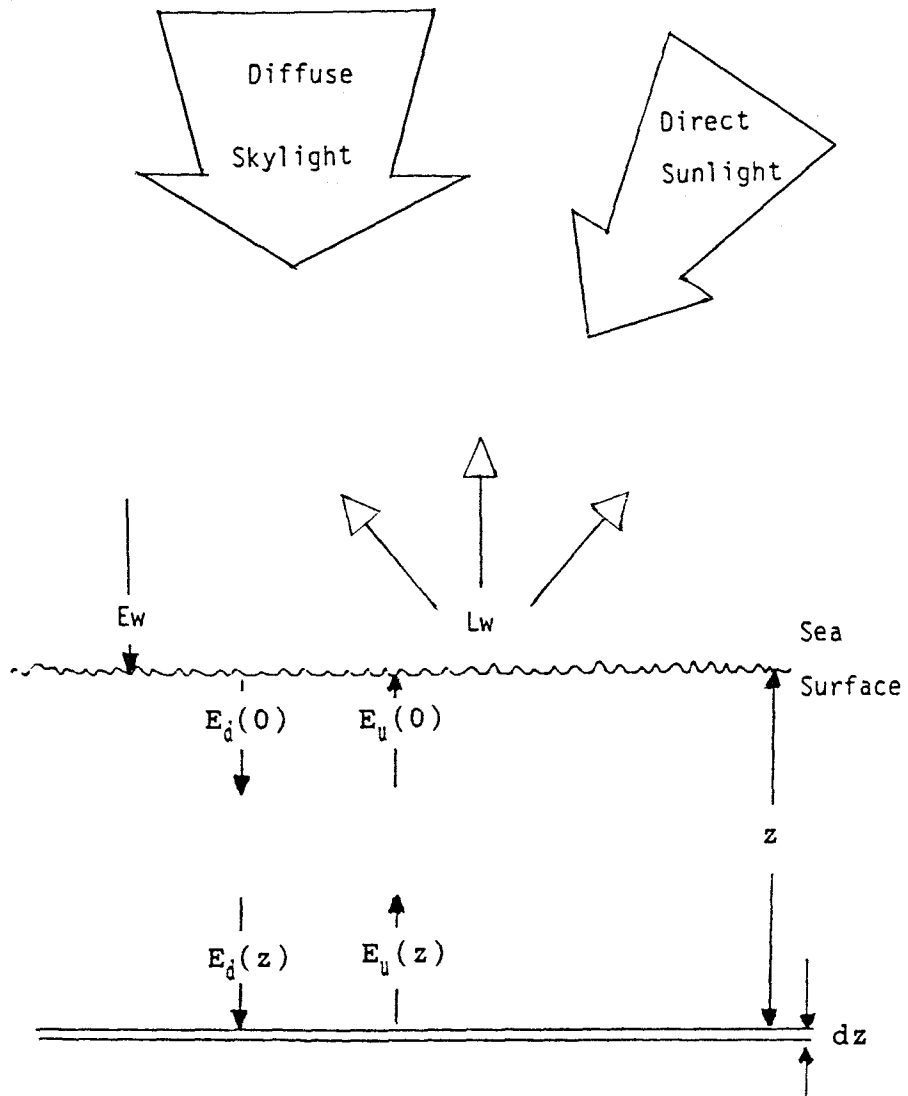 Diffuse
Skylight
Direct
Sunlight
Ew
Lw
Sea
Surface
E_d(0)
E_u(0)
z
E_d(z)
E_u(z)
dz